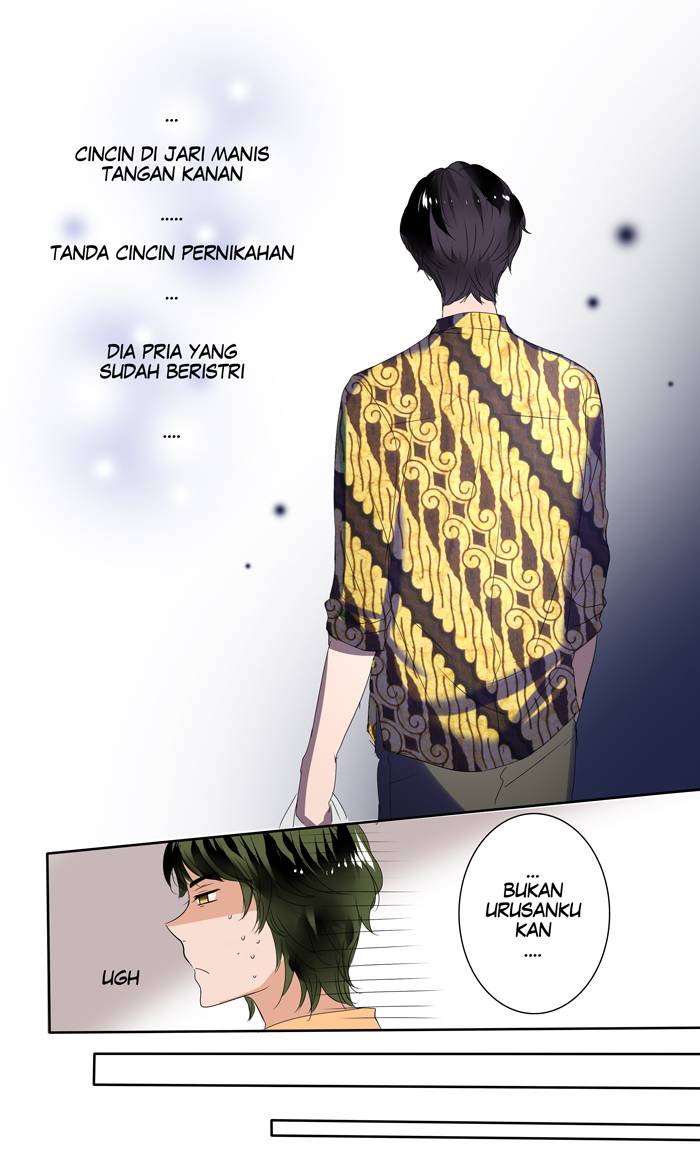 ...
CINCIN DI JARI MANIS
TANGAN KANAN
.....
TANDA CINCIN PERNIKAHAN
...
DIA PRIA YANG
SUDAH BERISTRI
....
UGH
...
BUKAN
URUSANKU
KAN
....